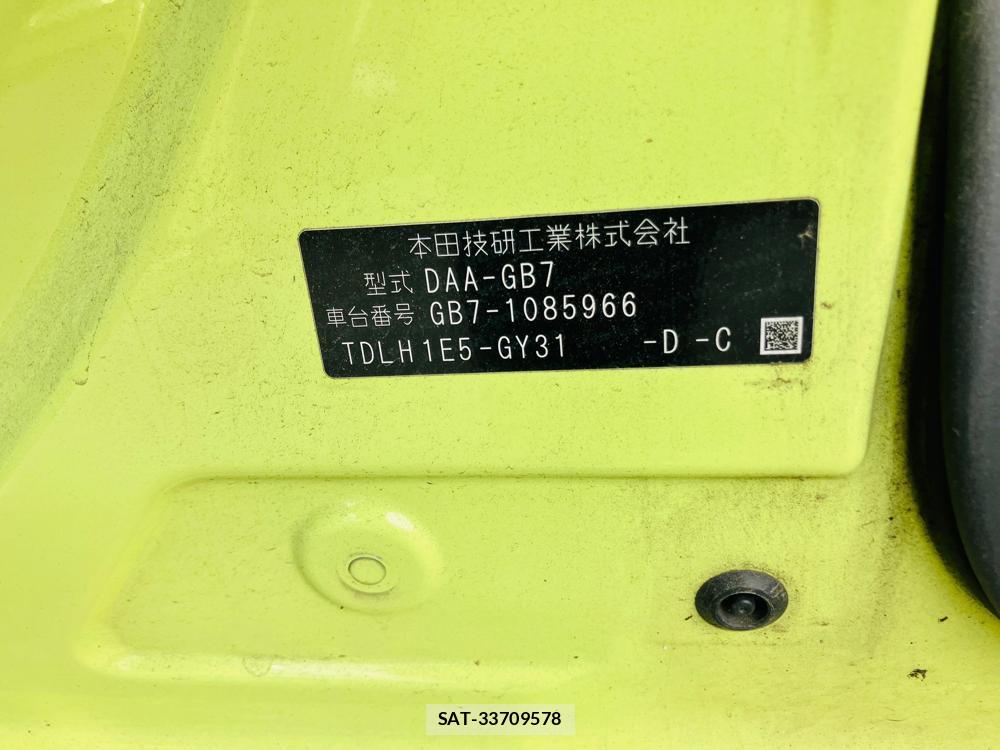 本田技研工業株式会社
型式 DAA-GB7
車台番号 GB7-1085966
TDLH1E5-GY31 -D -C
SAT-33709578